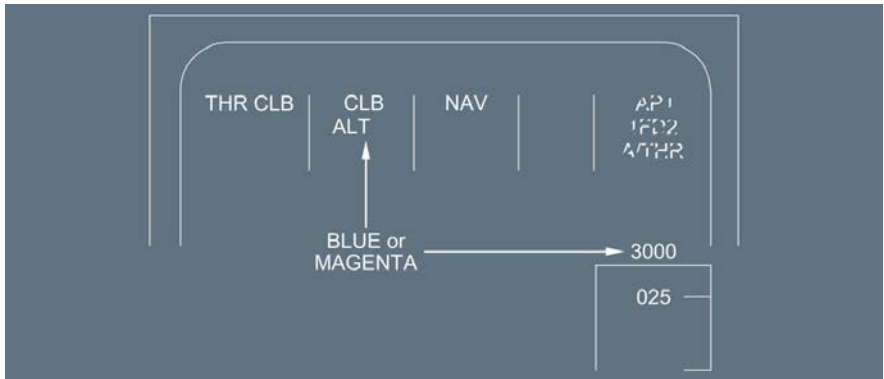 THR CLB CLB NAV AP1
ALT 1FD2
A/THR
BLUE or
MAGENTA
3000
025